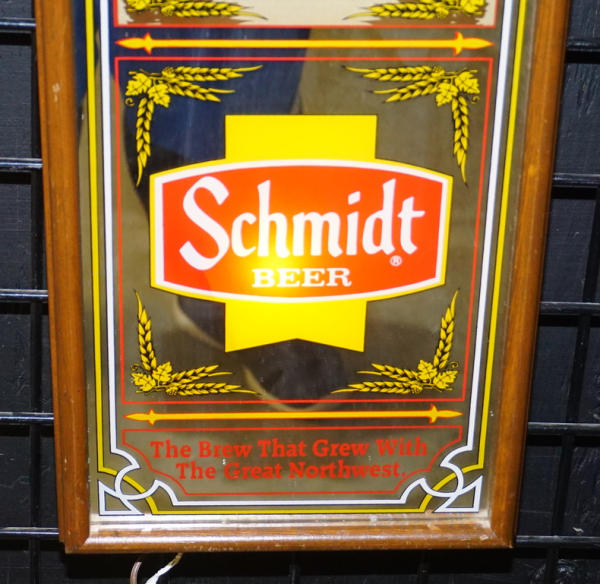 Schmidt®
BEER
The Brew That Grew With
The Great Northwest.